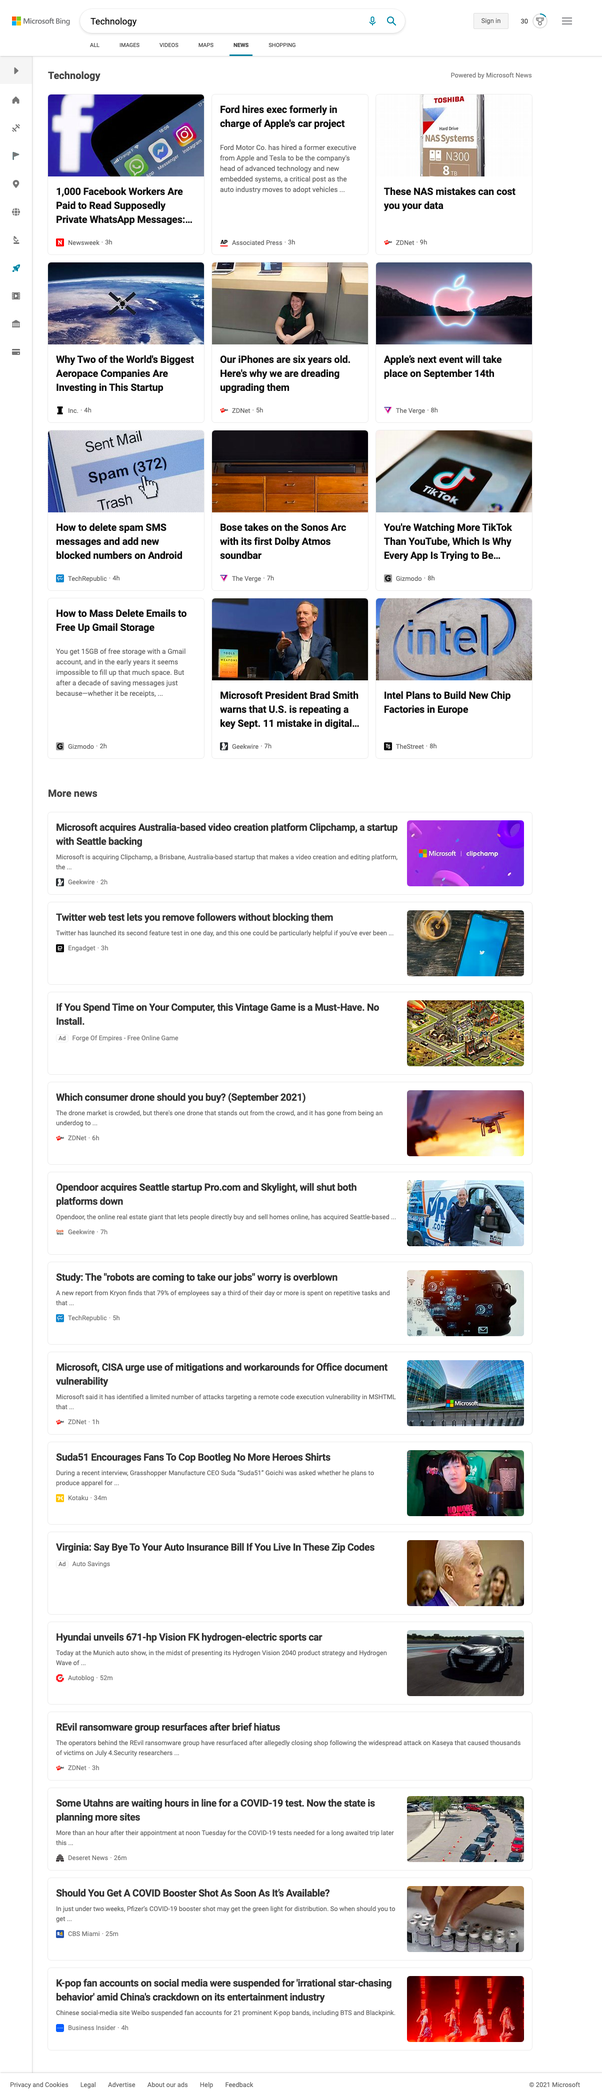 Microsoft Bing
Technology
Sign in
30
ALL
IMAGES
VIDEOS
MAPS
NEWS
SHOPPING
Technology
Powered by Microsoft News
1,000 Facebook Workers Are
Paid to Read Supposedly
Private WhatsApp Messages:...
Newsweek · 3h
Ford hires exec formerly in
charge of Apple's car project
Ford Motor Co. has hired a former executive
from Apple and Tesla to be the company's
head of advanced technology and new
embedded systems, a critical post as the
auto industry moves to adopt vehicles ...
AP Associated Press · 3h
TOSHIBA
Hard Drive
NAS Systems
N300
8 TB
These NAS mistakes can cost
you your data
ZDNet · 9h
Why Two of the World's Biggest
Aerospace Companies Are
Investing in This Startup
Inc. · 4h
Our iPhones are six years old.
Here's why we are dreading
upgrading them
ZDNet · 5h
Apple's next event will take
place on September 14th
The Verge · 8h
Sent Mail
Spam (372)
Trash
How to delete spam SMS
messages and add new
blocked numbers on Android
TechRepublic · 4h
Bose takes on the Sonos Arc
with its first Dolby Atmos
soundbar
The Verge · 7h
TikTok
You're Watching More TikTok
Than YouTube, Which Is Why
Every App Is Trying to Be...
Gizmodo · 8h
How to Mass Delete Emails to
Free Up Gmail Storage
You get 15GB of free storage with a Gmail
account, and in the early years it seems
impossible to fill up that much space. But
after a decade of saving messages just
because—whether it be receipts, ...
Gizmodo · 2h
Microsoft President Brad Smith
warns that U.S. is repeating a
key Sept. 11 mistake in digital...
Geekwire · 7h
intel
Intel Plans to Build New Chip
Factories in Europe
TheStreet · 8h
More news
Microsoft acquires Australia-based video creation platform Clipchamp, a startup
with Seattle backing
Microsoft is acquiring Clipchamp, a Brisbane, Australia-based startup that makes a video creation and editing platform,
the ...
Geekwire · 2h
Microsoft | clipchamp
Twitter web test lets you remove followers without blocking them
Twitter has launched its second feature test in one day, and this one could be particularly helpful if you've ever been ...
Engadget · 3h
If You Spend Time on Your Computer, this Vintage Game is a Must-Have. No
Install.
Ad Forge Of Empires - Free Online Game
Which consumer drone should you buy? (September 2021)
The drone market is crowded, but there's one drone that stands out from the crowd, and it has gone from being an
underdog to ...
ZDNet · 6h
Opendoor acquires Seattle startup Pro.com and Skylight, will shut both
platforms down
Opendoor, the online real estate giant that lets people directly buy and sell homes online, has acquired Seattle-based ...
Geekwire · 7h
Study: The "robots are coming to take our jobs" worry is overblown
A new report from Kryon finds that 79% of employees say a third of their day or more is spent on repetitive tasks and
that ...
TechRepublic · 5h
Microsoft, CISA urge use of mitigations and workarounds for Office document
vulnerability
Microsoft said it has identified a limited number of attacks targeting a remote code execution vulnerability in MSHTML
that ...
ZDNet · 1h
Microsoft
Suda51 Encourages Fans To Cop Bootleg No More Heroes Shirts
During a recent interview, Grasshopper Manufacture CEO Suda "Suda51" Goichi was asked whether he plans to
produce apparel for ...
Kotaku · 34m
Virginia: Say Bye To Your Auto Insurance Bill If You Live In These Zip Codes
Ad Auto Savings
Hyundai unveils 671-hp Vision FK hydrogen-electric sports car
Today at the Munich auto show, in the midst of presenting its Hydrogen Vision 2040 product strategy and Hydrogen
Wave of ...
Autoblog · 52m
REvil ransomware group resurfaces after brief hiatus
The operators behind the REvil ransomware group have resurfaced after allegedly closing shop following the widespread attack on Kaseya that caused thousands
of victims on July 4.Security researchers ...
ZDNet · 3h
Some Utahns are waiting hours in line for a COVID-19 test. Now the state is
planning more sites
More than an hour after their appointment at noon Tuesday for the COVID-19 tests needed for a long awaited trip later
this ...
Deseret News · 26m
Should You Get A COVID Booster Shot As Soon As It's Available?
In just under two weeks, Pfizer's COVID-19 booster shot may get the green light for distribution. So when should you to
get ...
CBS Miami · 25m
K-pop fan accounts on social media were suspended for 'irrational star-chasing
behavior' amid China's crackdown on its entertainment industry
Chinese social-media site Weibo suspended fan accounts for 21 prominent K-pop bands, including BTS and Blackpink.
Business Insider · 4h
Privacy and Cookies
Legal
Advertise
About our ads
Help
Feedback
© 2021 Microsoft